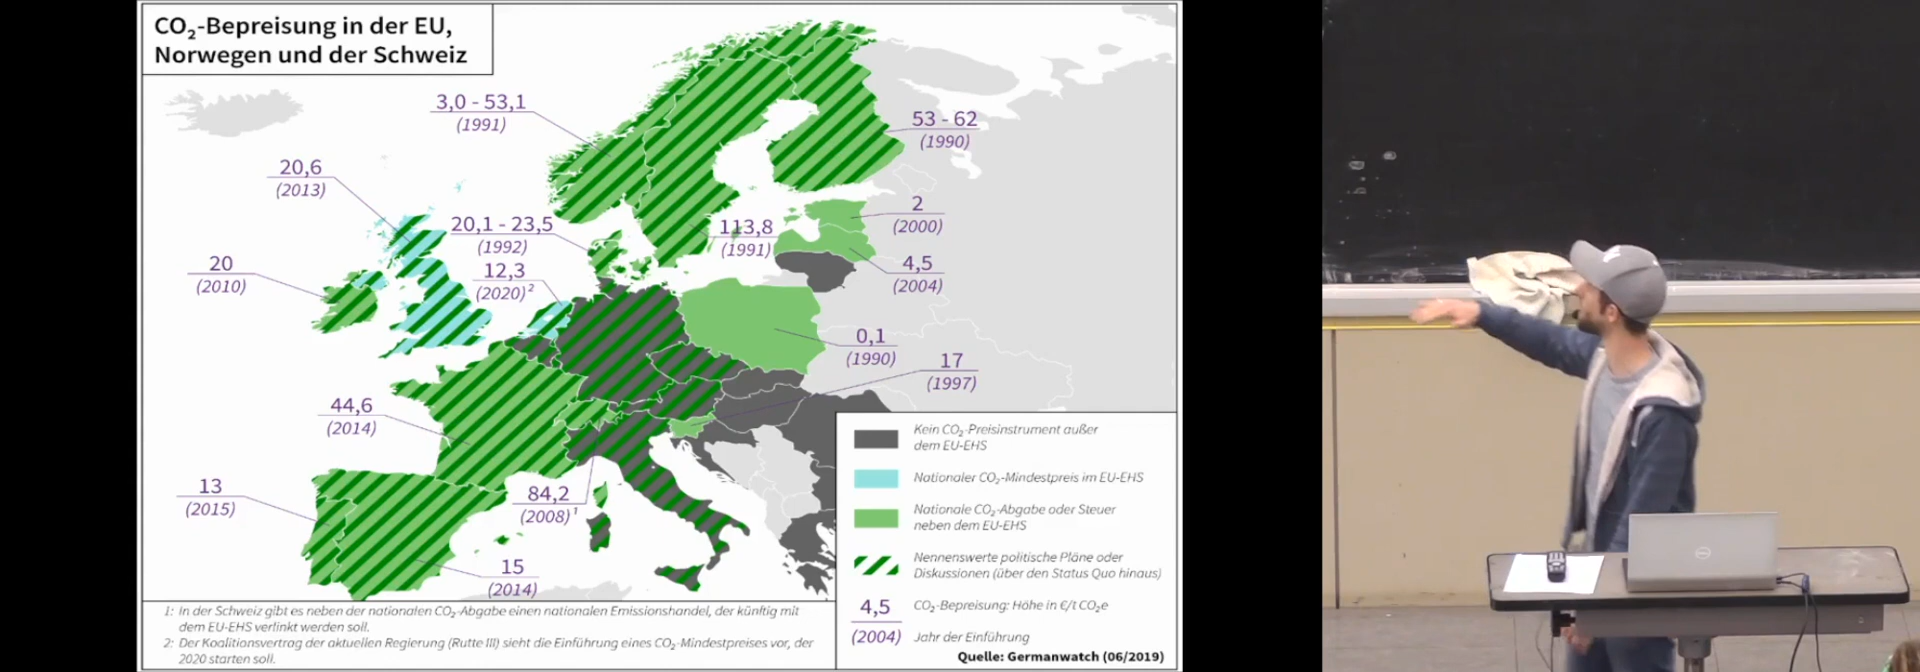 CO₂-Bepreisung in der EU,
Norwegen und der Schweiz
3,0 - 53,1
(1991)
53 - 62
(1990)
20,6
(2013)
2
(2000)
20,1 - 23,5
(1992)
113,8
(1991)
20
(2010)
12,3
(2020)²
4,5
(2004)
0,1
(1990)
17
(1997)
44,6
(2014)
13
(2015)
84,2
(2008)¹
15
(2014)
Kein CO₂-Preisinstrument außer
dem EU-EHS
Nationaler CO₂-Mindestpreis im EU-EHS
Nationale CO₂-Abgabe oder Steuer
neben dem EU-EHS
Nennenswerte politische Pläne oder
Diskussionen (über den Status Quo hinaus)
4,5 CO₂-Bepreisung: Höhe in €/t CO₂e
(2004) Jahr der Einführung
Quelle: Germanwatch (06/2019)
1: In der Schweiz gibt es neben der nationalen CO₂-Abgabe einen nationalen Emissionshandel, der künftig mit
dem EU-EHS verlinkt werden soll.
2: Der Koalitionsvertrag der aktuellen Regierung (Rutte III) sieht die Einführung eines CO₂-Mindestpreises vor, der
2020 starten soll.